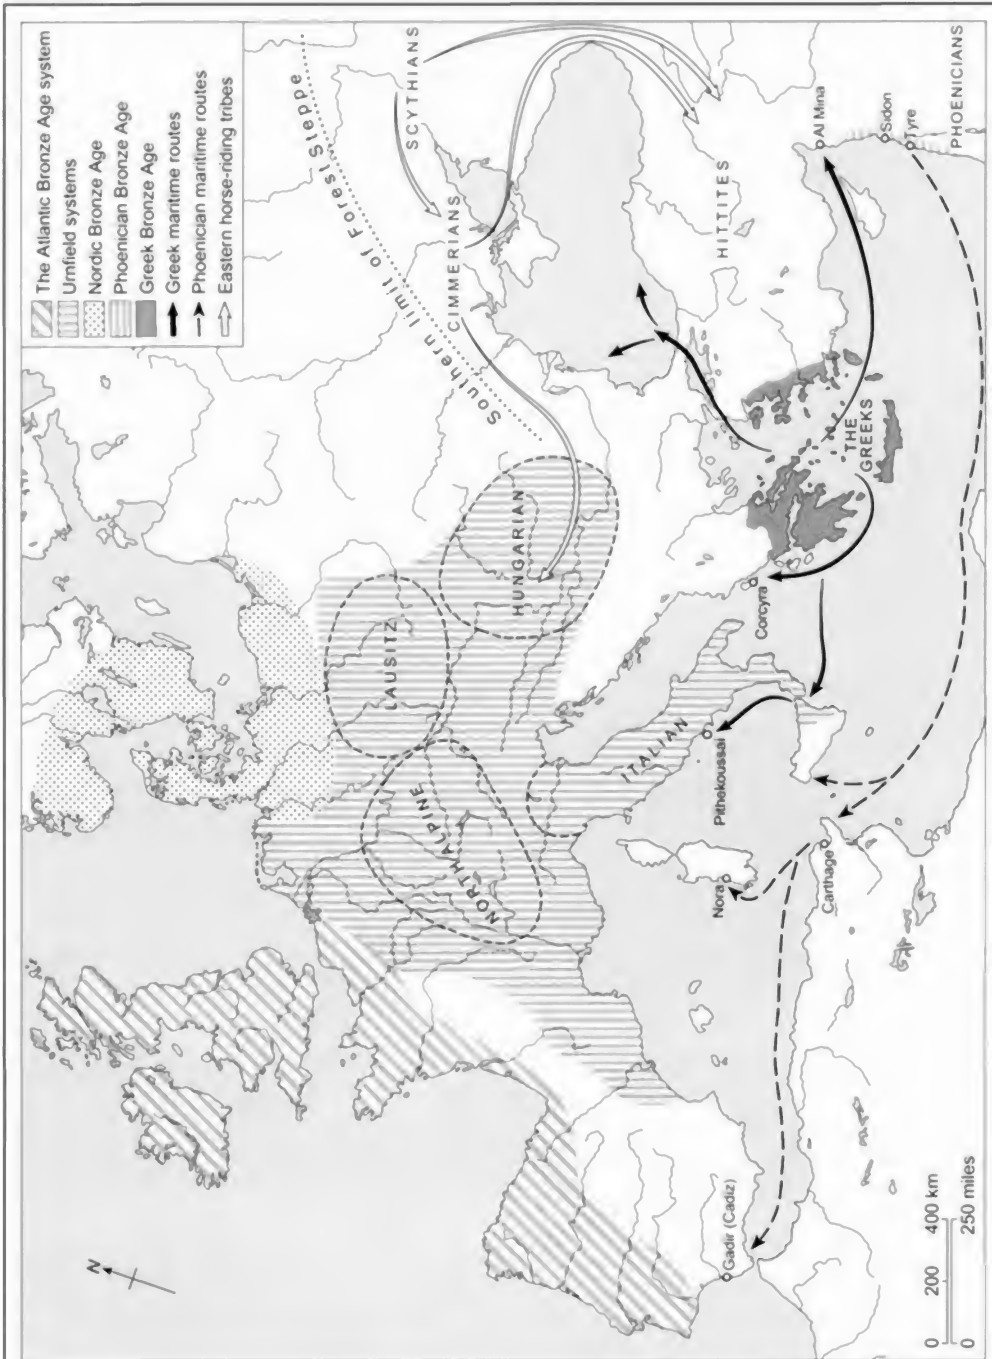 The Atlantic Bronze Age system
Urnfield systems
Nordic Bronze Age
Phoenician Bronze Age
Greek Bronze Age
Greek maritime routes
Phoenician maritime routes
Eastern horse-riding tribes
N
Southern limit of Forest Steppe
SCYTHIANS
CIMMERIANS
HITTITES
LAUSITZ
HUNGARIAN
NORTH ALPINE
ITALIAN
THE
GREEKS
Al Mina
Sidon
Tyre
PHOENICIANS
Corcyra
Pithekoussai
Nora
Carthage
Gadir (Cadiz)
0 200 400 km
0 250 miles